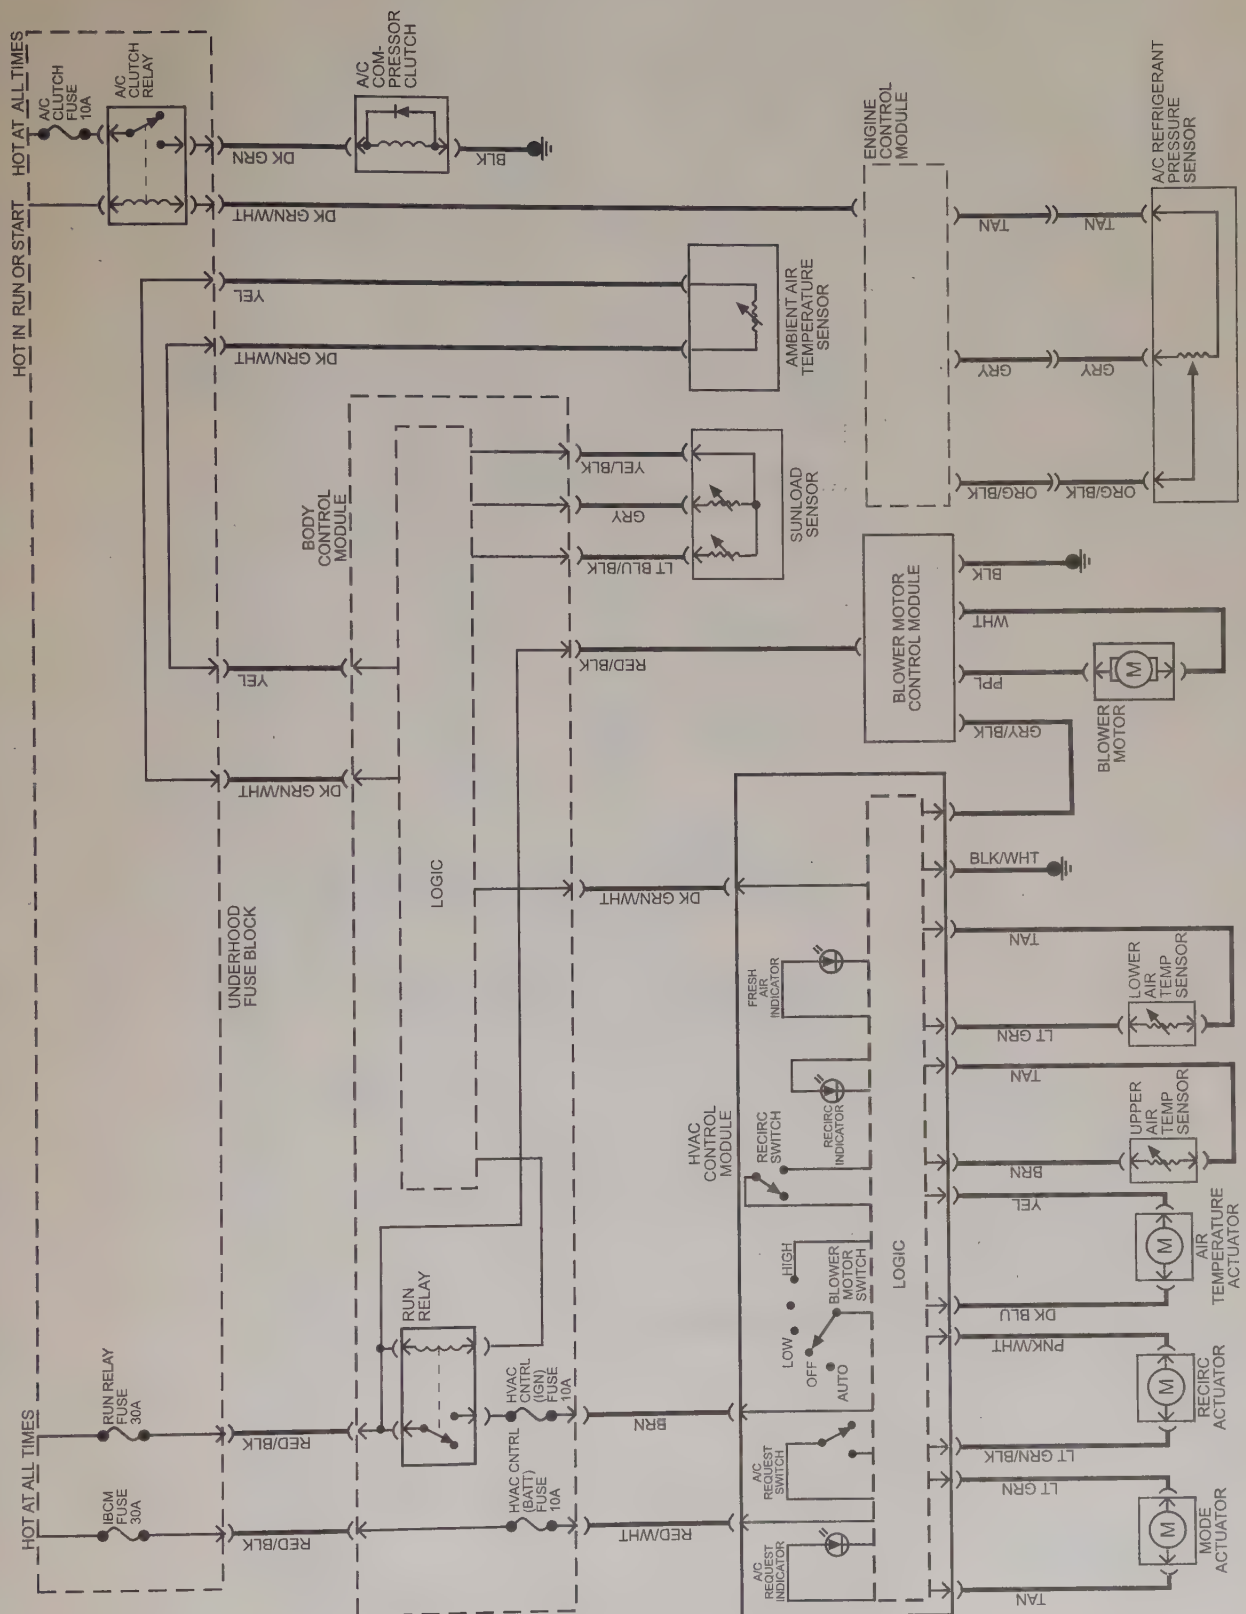 HOT AT ALL TIMES
HOT IN RUN OR START
HOT AT ALL TIMES
IBCM
FUSE
30A
RUN RELAY
FUSE
30A
A/C
CLUTCH
FUSE
10A
A/C
CLUTCH
RELAY
UNDERHOOD
FUSE BLOCK
RED/BLK
RED/BLK
DK GRN/WHT
YEL
DK GRN/WHT
YEL
DK GRN/WHT
DK GRN
A/C
COM-
PRESSOR
CLUTCH
BLK
BODY
CONTROL
MODULE
LOGIC
RUN
RELAY
HVAC CNTRL
(BATT)
FUSE
10A
HVAC
CNTRL
(IGN)
FUSE
10A
RED/WHT
BRN
DK GRN/WHT
RED/BLK
LT BLU/BLK
GRY
YEL/BLK
SUNLOAD
SENSOR
AMBIENT AIR
TEMPERATURE
SENSOR
HVAC
CONTROL
MODULE
A/C
REQUEST
INDICATOR
A/C
REQUEST
SWITCH
AUTO
OFF
LOW
HIGH
BLOWER
MOTOR
SWITCH
RECIRC
SWITCH
RECIRC
INDICATOR
FRESH
AIR
INDICATOR
LOGIC
BLOWER MOTOR
CONTROL MODULE
ENGINE
CONTROL
MODULE
TAN
LT GRN
LT GRN/BLK
PNK/WHT
DK BLU
YEL
BRN
TAN
LT GRN
TAN
BLK/WHT
GRY/BLK
PPL
WHT
BLK
ORG/BLK
ORG/BLK
GRY
GRY
TAN
TAN
M
MODE
ACTUATOR
M
RECIRC
ACTUATOR
M
AIR
TEMPERATURE
ACTUATOR
UPPER
AIR
TEMP
SENSOR
LOWER
AIR
TEMP
SENSOR
M
BLOWER
MOTOR
A/C REFRIGERANT
PRESSURE
SENSOR